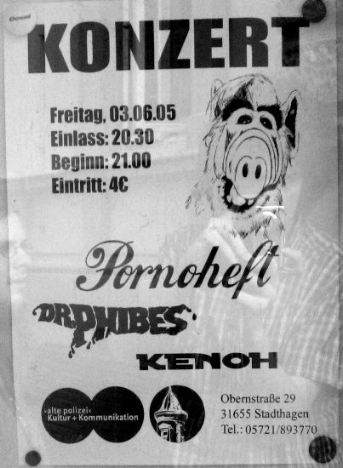 KONZERT
Freitag, 03.06.05
Einlass: 20.30
Beginn: 21.00
Eintritt: 4€
Pornoheft
DR.PHIBES
KENOH
›alte polizei‹
Kultur + Kommunikation
Obernstraße 29
31655 Stadthagen
Tel.: 05721/893770